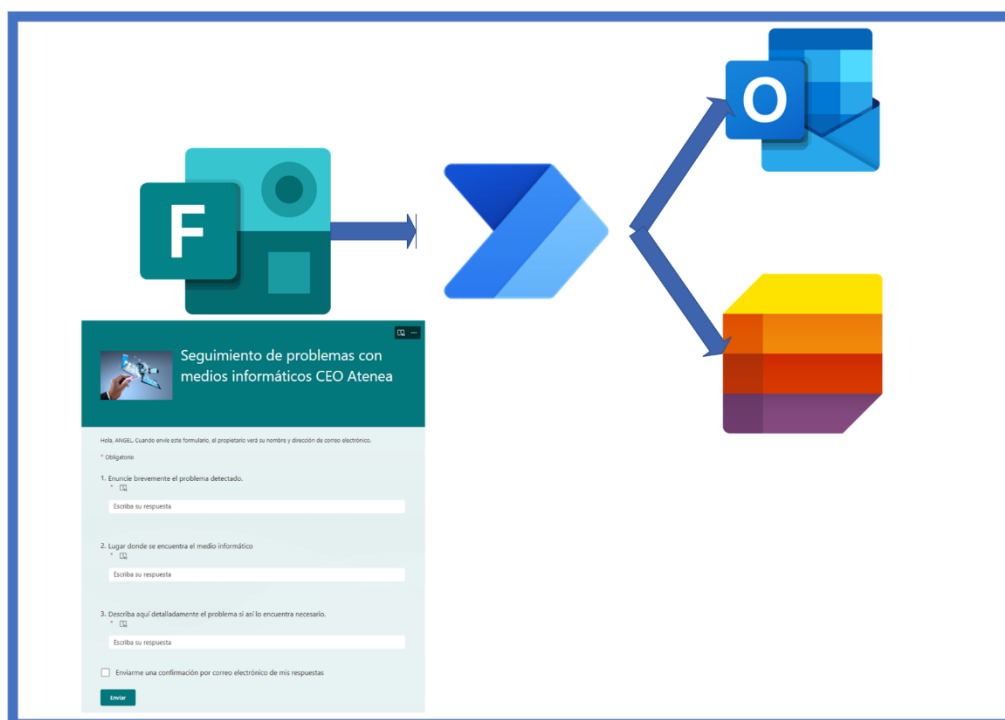 O
F
Seguimiento de problemas con
medios informáticos CEO Atenea
Hola, ANGEL. Cuando envíe este formulario, el propietario verá su nombre y dirección de correo electrónico.
* Obligatorio
1. Enuncie brevemente el problema detectado.
*
Escriba su respuesta
2. Lugar donde se encuentra el medio informático
*
Escriba su respuesta
3. Describa aquí detalladamente el problema si así lo encuentra necesario.
*
Escriba su respuesta
Enviarme una confirmación por correo electrónico de mis respuestas
Enviar